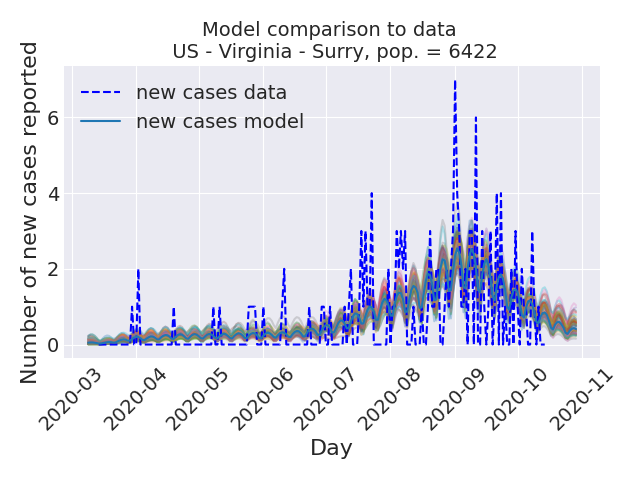 Model comparison to data
US - Virginia - Surry, pop. = 6422
Number of new cases reported
6
4
2
0
new cases data
new cases model
2020-03
2020-04
2020-05
2020-06
2020-07
2020-08
2020-09
2020-10
2020-11
Day